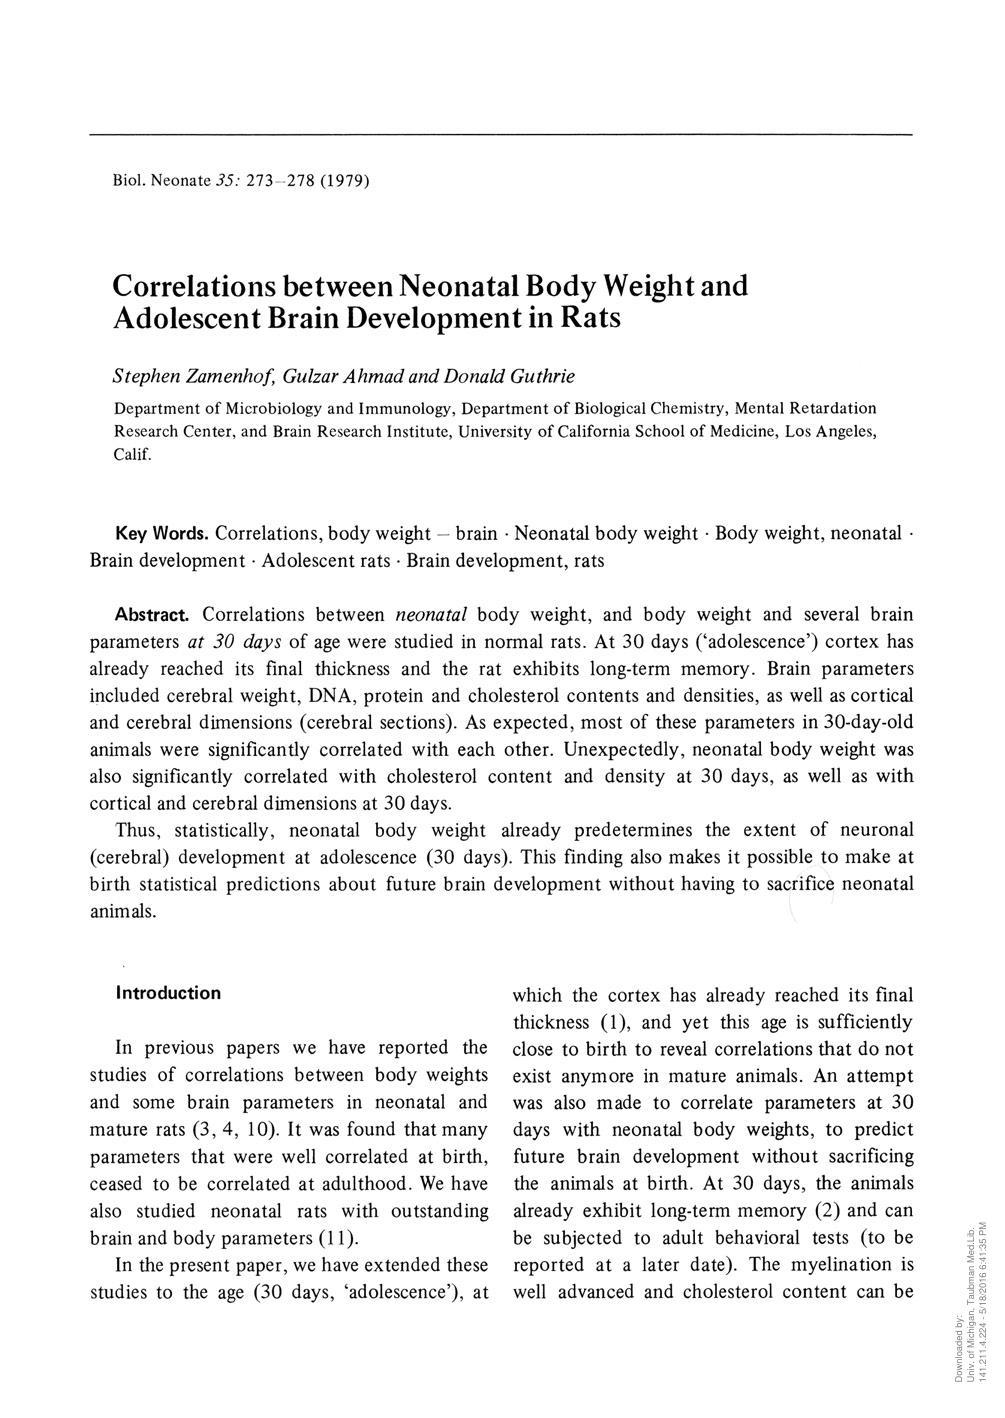 Biol. Neonate 35: 273–278 (1979)
Correlations between Neonatal Body Weight and
Adolescent Brain Development in Rats
Stephen Zamenhof, Gulzar Ahmad and Donald Guthrie
Department of Microbiology and Immunology, Department of Biological Chemistry, Mental Retardation
Research Center, and Brain Research Institute, University of California School of Medicine, Los Angeles,
Calif.
Key Words. Correlations, body weight – brain · Neonatal body weight · Body weight, neonatal ·
Brain development · Adolescent rats · Brain development, rats
Abstract. Correlations between neonatal body weight, and body weight and several brain
parameters at 30 days of age were studied in normal rats. At 30 days (‘adolescence’) cortex has
already reached its final thickness and the rat exhibits long-term memory. Brain parameters
included cerebral weight, DNA, protein and cholesterol contents and densities, as well as cortical
and cerebral dimensions (cerebral sections). As expected, most of these parameters in 30-day-old
animals were significantly correlated with each other. Unexpectedly, neonatal body weight was
also significantly correlated with cholesterol content and density at 30 days, as well as with
cortical and cerebral dimensions at 30 days.
Thus, statistically, neonatal body weight already predetermines the extent of neuronal
(cerebral) development at adolescence (30 days). This finding also makes it possible to make at
birth statistical predictions about future brain development without having to sacrifice neonatal
animals.
Introduction
In previous papers we have reported the
studies of correlations between body weights
and some brain parameters in neonatal and
mature rats (3, 4, 10). It was found that many
parameters that were well correlated at birth,
ceased to be correlated at adulthood. We have
also studied neonatal rats with outstanding
brain and body parameters (11).
In the present paper, we have extended these
studies to the age (30 days, ‘adolescence’), at
which the cortex has already reached its final
thickness (1), and yet this age is sufficiently
close to birth to reveal correlations that do not
exist anymore in mature animals. An attempt
was also made to correlate parameters at 30
days with neonatal body weights, to predict
future brain development without sacrificing
the animals at birth. At 30 days, the animals
already exhibit long-term memory (2) and can
be subjected to adult behavioral tests (to be
reported at a later date). The myelination is
well advanced and cholesterol content can be
Downloaded by:
Univ. of Michigan, Taubman Med.Lib.
141.211.4.224 - 5/18/2016 6:41:35 PM